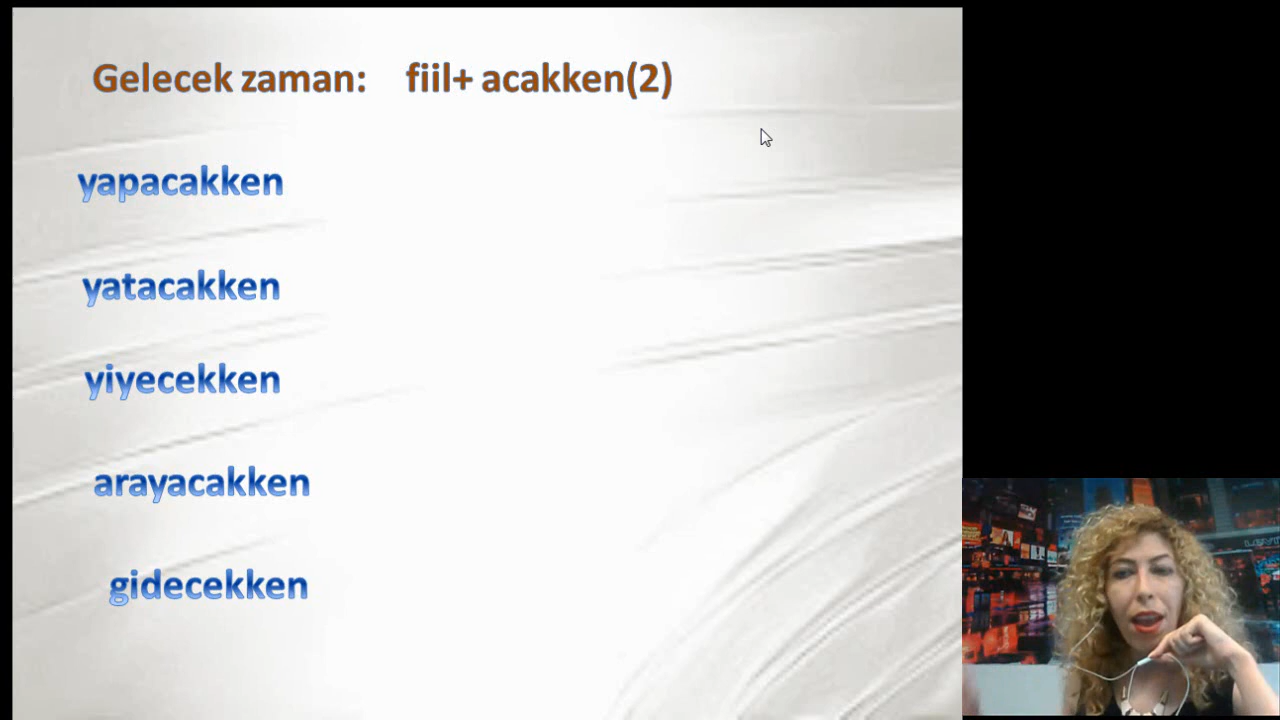 Gelecek zaman: fiil+ acakken(2)
yapacakken
yatacakken
yiyecekken
arayacakken
gidecekken